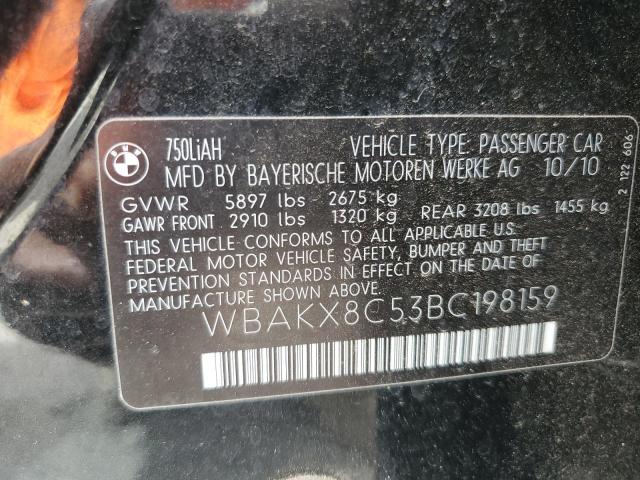 BMW
750LiAH VEHICLE TYPE: PASSENGER CAR
MFD BY BAYERISCHE MOTOREN WERKE AG 10/10
GVWR 5897 lbs 2675 kg
GAWR FRONT 2910 lbs 1320 kg REAR 3208 lbs 1455 kg
THIS VEHICLE CONFORMS TO ALL APPLICABLE U.S.
FEDERAL MOTOR VEHICLE SAFETY, BUMPER AND THEFT
PREVENTION STANDARDS IN EFFECT ON THE DATE OF
MANUFACTURE SHOWN ABOVE.
WBAKX8C53BC198159
2 122 606